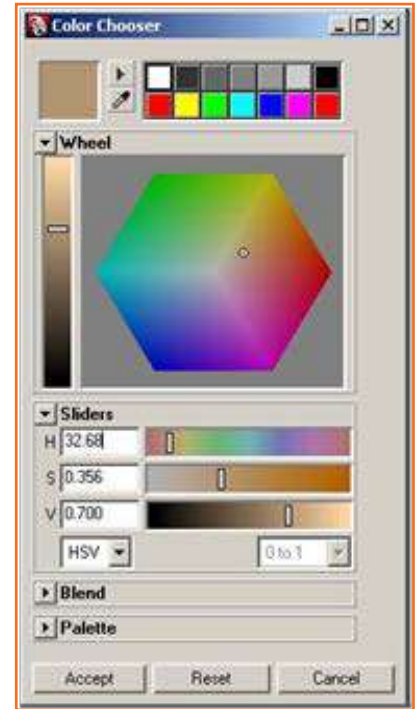 Color Chooser
Wheel
Sliders
H 32.68
S 0.356
V 0.700
HSV 0 to 1
Blend
Palette
Accept Reset Cancel